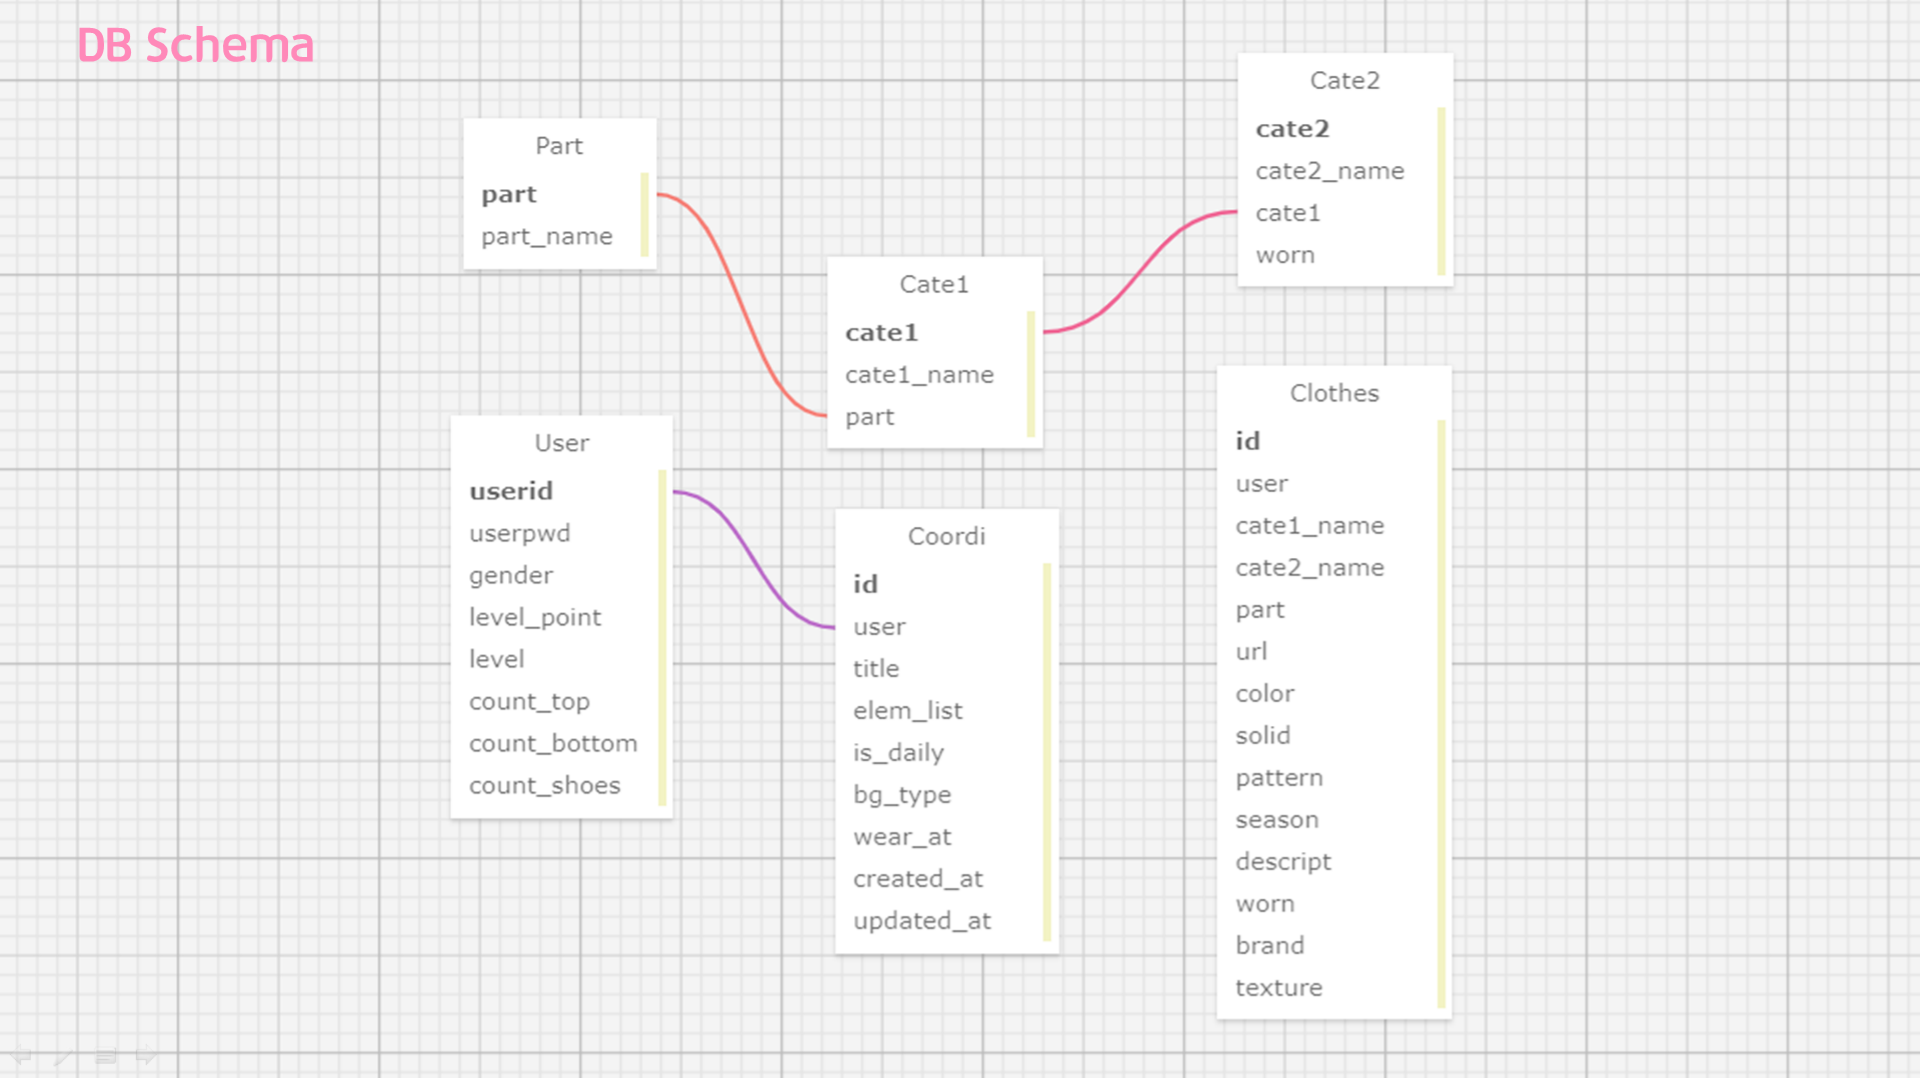 DB Schema
Part
part
part_name
User
userid
userpwd
gender
level_point
level
count_top
count_bottom
count_shoes
Cate1
cate1
cate1_name
part
Coordi
id
user
title
elem_list
is_daily
bg_type
wear_at
created_at
updated_at
Cate2
cate2
cate2_name
cate1
worn
Clothes
id
user
cate1_name
cate2_name
part
url
color
solid
pattern
season
descript
worn
brand
texture